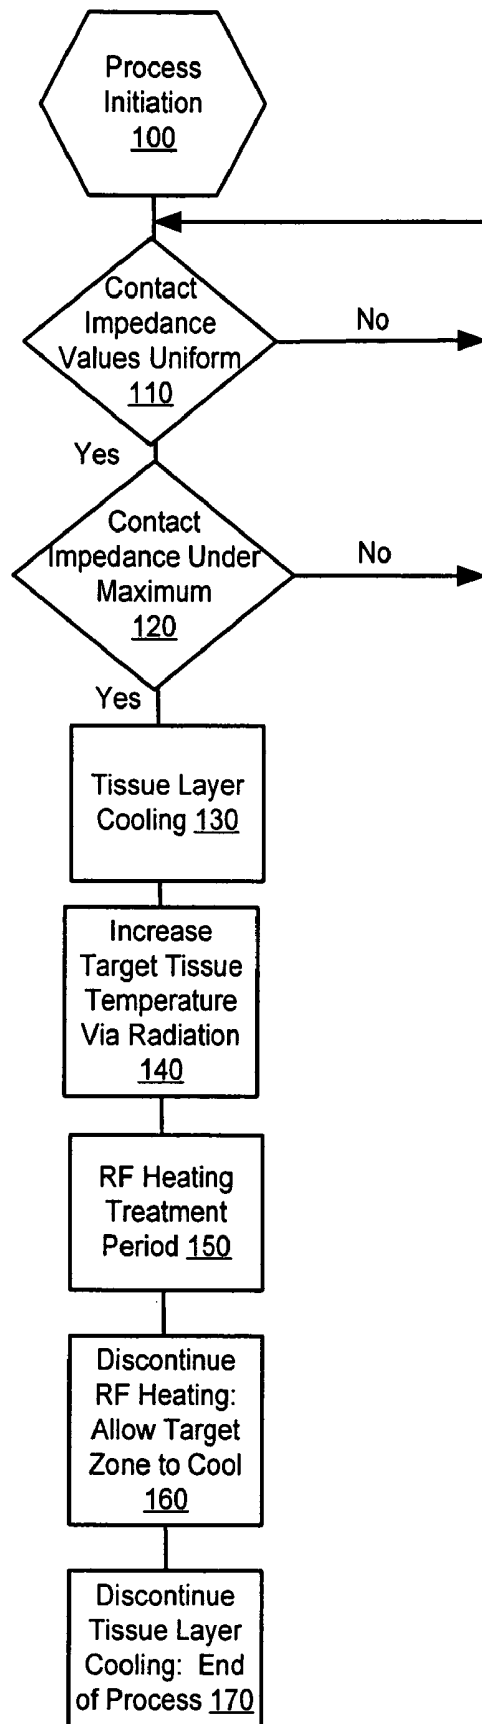 Process
Initiation
100
Contact
Impedance
Values Uniform
110
No
Yes
Contact
Impedance Under
Maximum
120
No
Yes
Tissue Layer
Cooling 130
Increase
Target Tissue
Temperature
Via Radiation
140
RF Heating
Treatment
Period 150
Discontinue
RF Heating:
Allow Target
Zone to Cool
160
Discontinue
Tissue Layer
Cooling: End
of Process 170